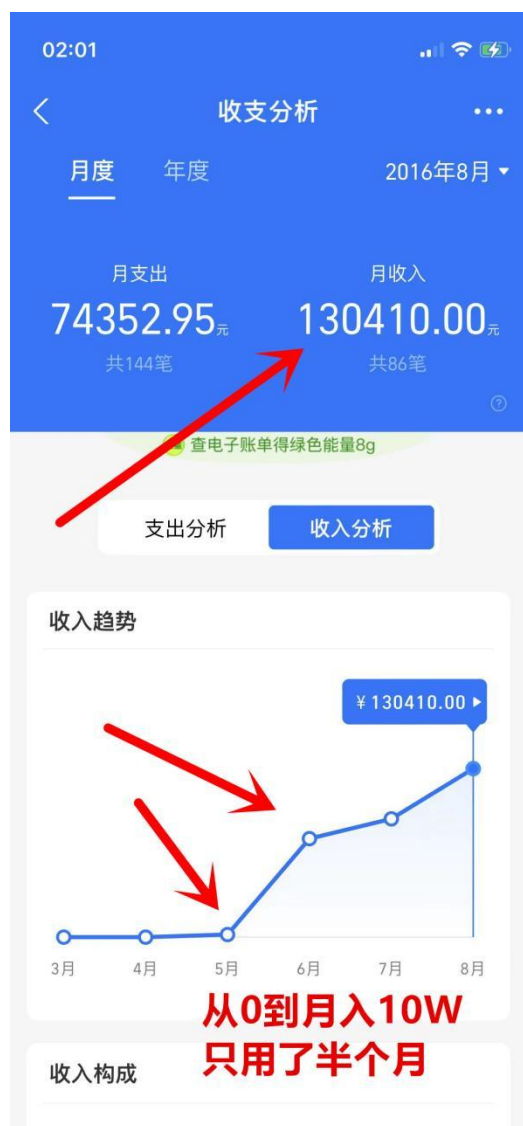 02:01
收支分析
月度 年度 2016年8月
月支出 月收入
74352.95元 130410.00元
共144笔 共86笔
查电子账单得绿色能量8g
支出分析 收入分析
收入趋势
¥130410.00
3月 4月 5月 6月 7月 8月
从0到月入10W
只用了半个月
收入构成